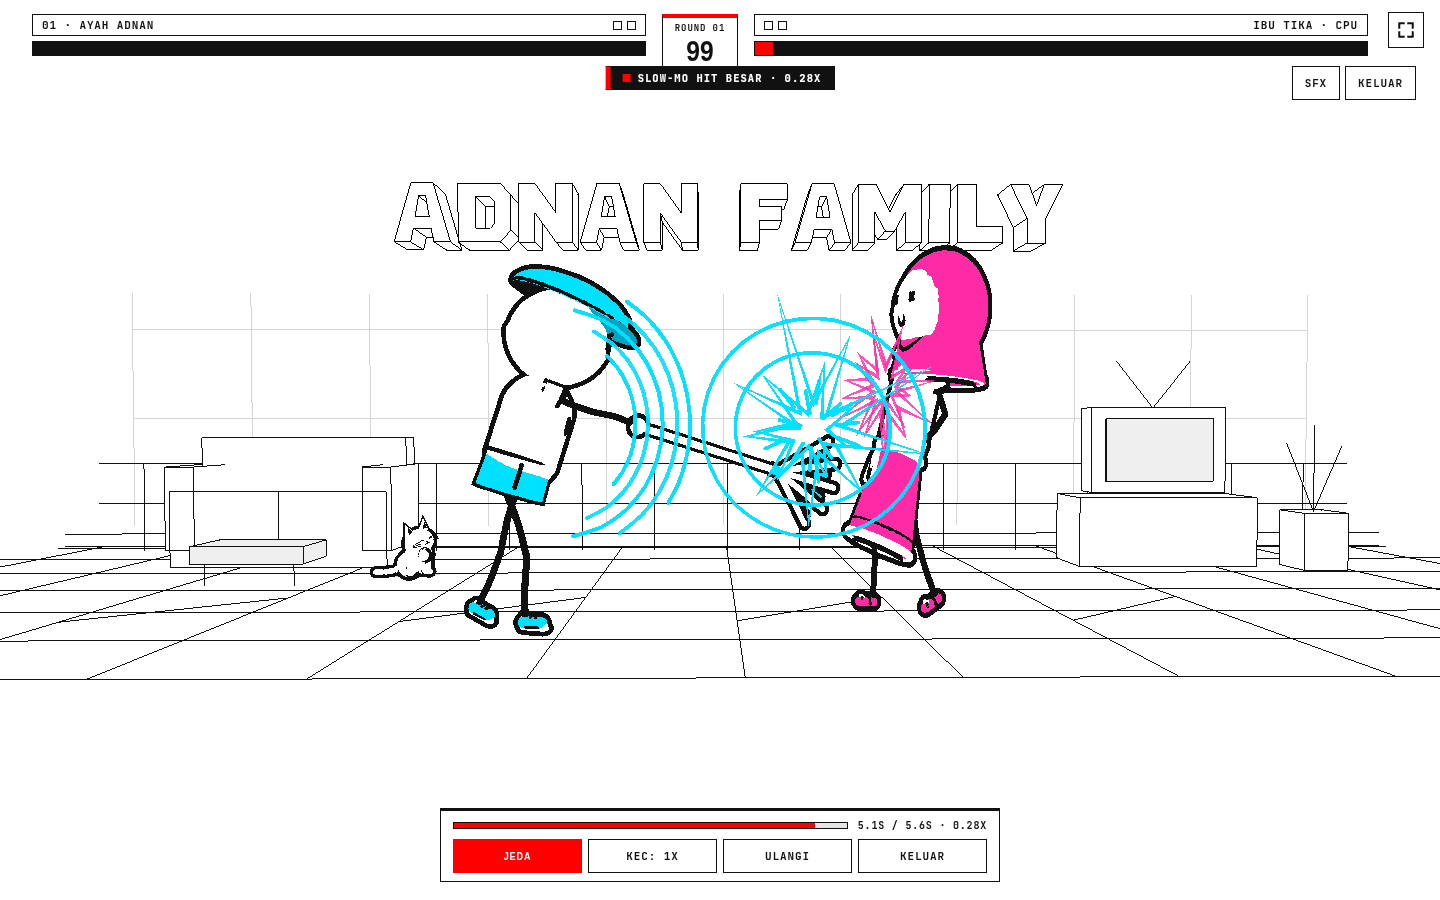 01 · AYAH ADNAN
ROUND 01
99
IBU TIKA · CPU
SLOW-MO HIT BESAR · 0.28X
SFX
KELUAR
ADNAN FAMILY
5.1S / 5.6S · 0.28X
JEDA
KEC: 1X
ULANGI
KELUAR